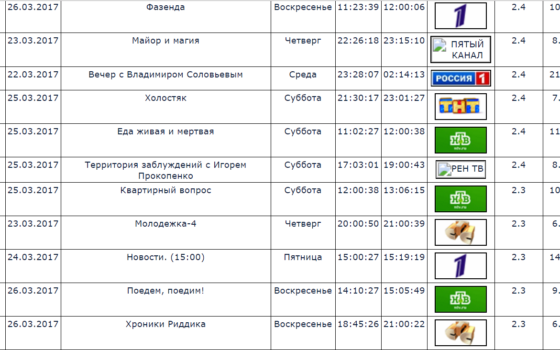 26.03.2017 Фазенда Воскресенье 11:23:39 12:00:06 1 2.4 10
23.03.2017 Майор и магия Четверг 22:26:18 23:15:10 ПЯТЫЙ КАНАЛ 2.4 8.
22.03.2017 Вечер с Владимиром Соловьевым Среда 23:28:07 02:14:13 РОССИЯ 1 2.4 21
25.03.2017 Холостяк Суббота 21:30:17 23:01:27 ТНТ 2.4 7.
25.03.2017 Еда живая и мертвая Суббота 11:02:27 12:00:38 НТВ 2.4 11
25.03.2017 Территория заблуждений с Игорем Прокопенко Суббота 17:03:01 19:00:43 РЕН ТВ 2.4 8.
25.03.2017 Квартирный вопрос Суббота 12:00:38 13:06:15 НТВ 2.3 10
23.03.2017 Молодежка-4 Четверг 20:00:50 21:00:39 2.3 6.
24.03.2017 Новости. (15:00) Пятница 15:00:27 15:19:19 1 2.3 14
26.03.2017 Поедем, поедим! Воскресенье 14:10:27 15:05:49 НТВ 2.3 9.
26.03.2017 Хроники Риддика Воскресенье 18:45:26 21:00:22 2.3 6.